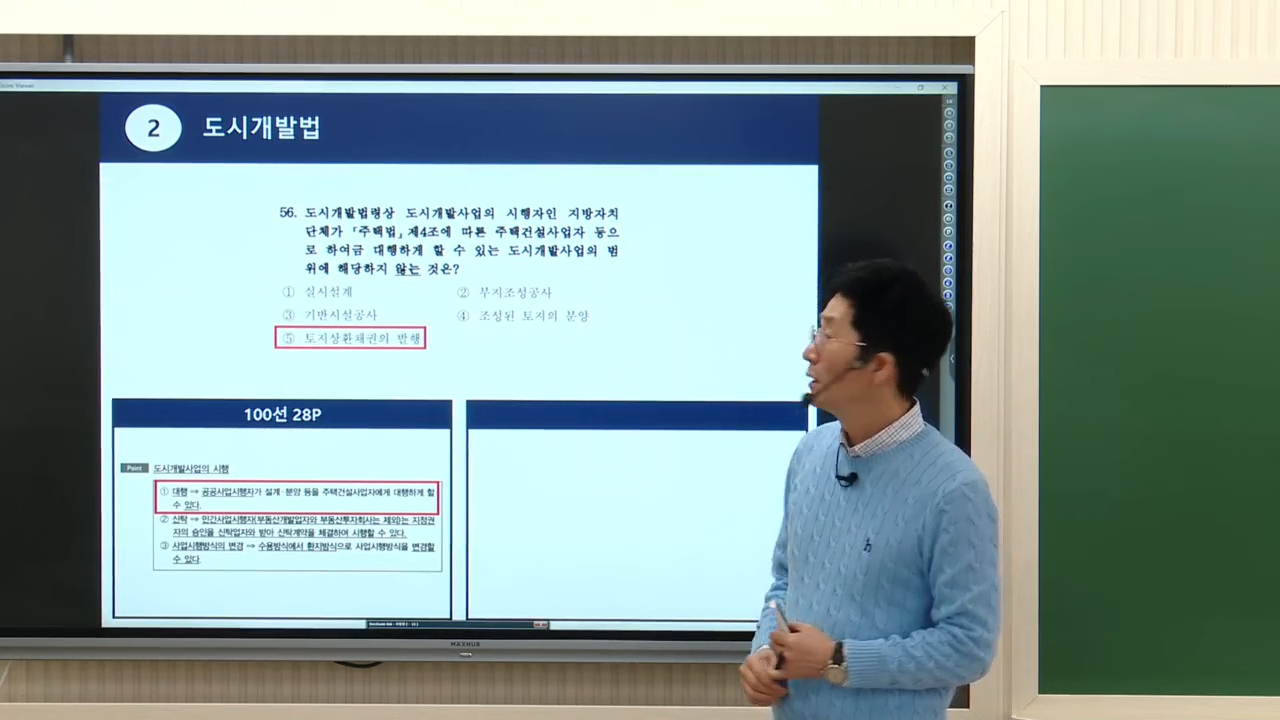 2 도시개발법
56. 도시개발법령상 도시개발사업의 시행자인 지방자치
단체가 「주택법」 제4조에 따른 주택건설사업자 등으
로 하여금 대행하게 할 수 있는 도시개발사업의 범
위에 해당하지 않는 것은?
① 실시설계 ② 부지조성공사
③ 기반시설공사 ④ 조성된 토지의 분양
⑤ 토지상환채권의 발행
100선 28P
Point 도시개발사업의 시행
① 대행 ⇒ 공공사업시행자가 설계·분양 등을 주택건설사업자에게 대행하게 할
수 있다.
② 신탁 ⇒ 민간사업시행자(부동산개발업자와 부동산투자회사는 제외)는 지정권
자의 승인을 신탁업자와 받아 신탁계약을 체결하여 시행할 수 있다.
③ 사업시행방식의 변경 ⇒ 수용방식에서 환지방식으로 사업시행방식을 변경할
수 있다.
MAXHUB